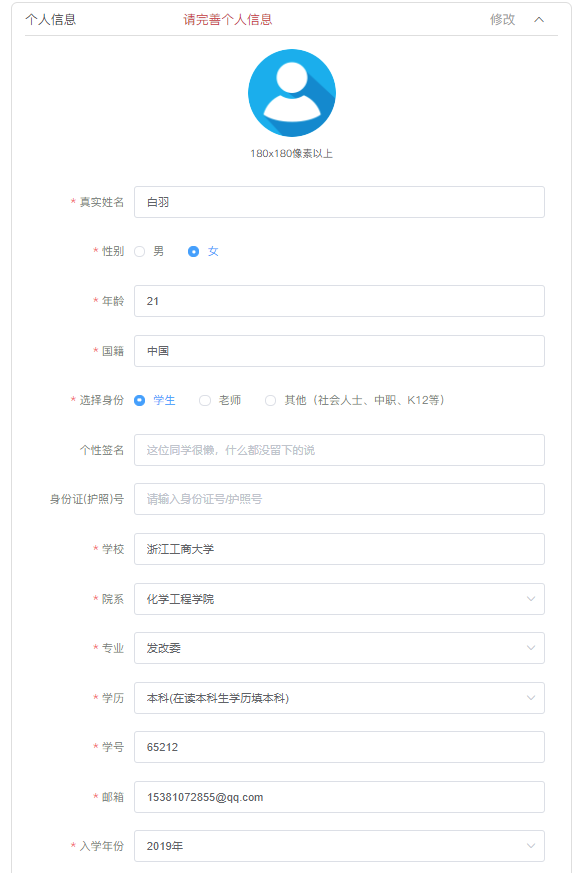 个人信息 请完善个人信息 修改
180x180像素以上
* 真实姓名 白羽
* 性别 男 女
* 年龄 21
* 国籍 中国
* 选择身份 学生 老师 其他（社会人士、中职、K12等）
个性签名 这位同学很懒，什么都没留下的说
身份证(护照)号 请输入身份证号/护照号
* 学校 浙江工商大学
* 院系 化学工程学院
* 专业 发改委
* 学历 本科(在读本科生学历填本科)
* 学号 65212
* 邮箱 15381072855@qq.com
* 入学年份 2019年